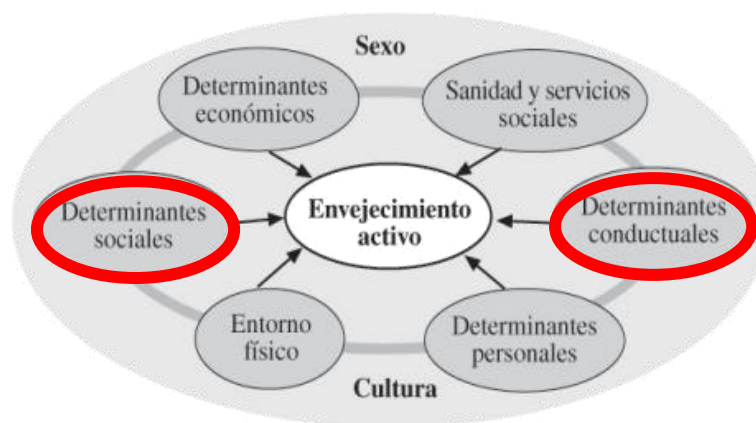 Sexo
Determinantes
económicos
Sanidad y servicios
sociales
Determinantes
sociales
Envejecimiento
activo
Determinantes
conductuales
Entorno
físico
Determinantes
personales
Cultura